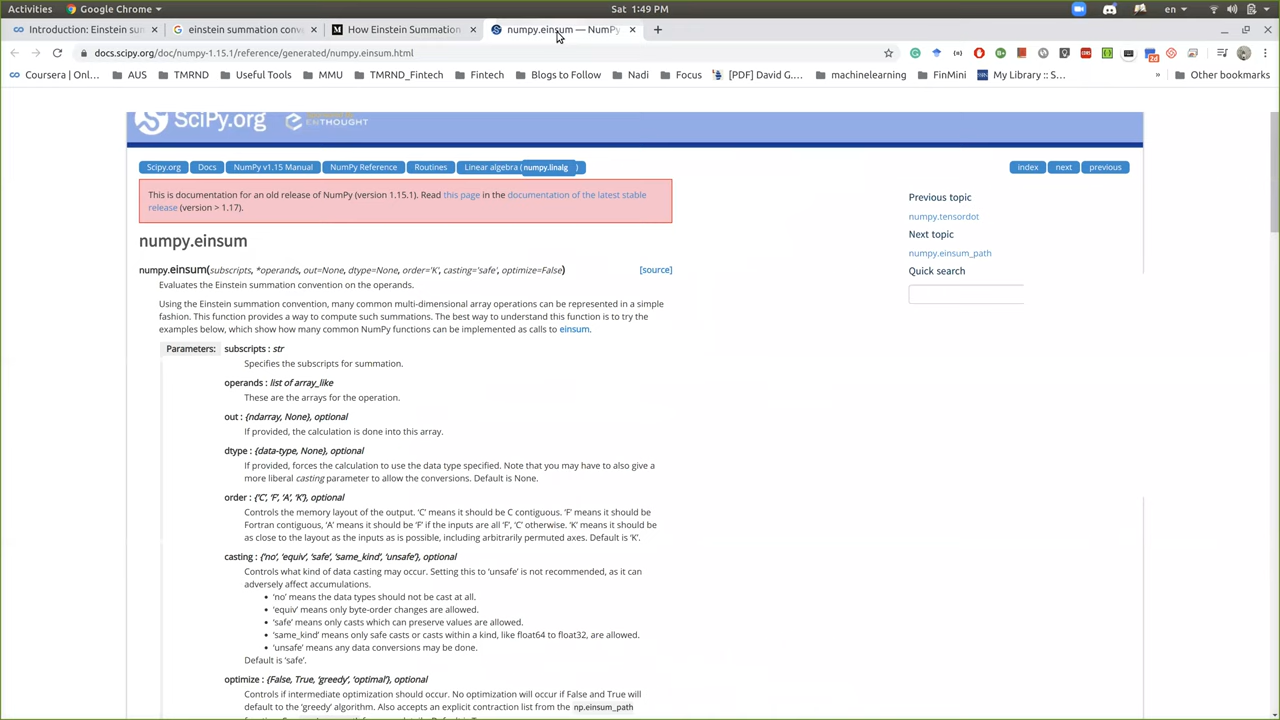 Activities
Google Chrome
Sat 1:49 PM
en
Introduction: Einstein sum
einstein summation conv
How Einstein Summation
numpy.einsum — NumPy
docs.scipy.org/doc/numpy-1.15.1/reference/generated/numpy.einsum.html
Coursera | Onl...
AUS
TMRND
Useful Tools
MMU
TMRND_Fintech
Fintech
Blogs to Follow
Nadi
Focus
[PDF] David G....
machinelearning
FinMini
My Library :: S...
»
Other bookmarks
SciPy.org
ENTHOUGHT
Scipy.org
Docs
NumPy v1.15 Manual
NumPy Reference
Routines
Linear algebra (numpy.linalg)
index
next
previous
This is documentation for an old release of NumPy (version 1.15.1). Read this page in the documentation of the latest stable
release (version > 1.17).
numpy.einsum
numpy.einsum(subscripts, *operands, out=None, dtype=None, order='K', casting='safe', optimize=False)
[source]
Evaluates the Einstein summation convention on the operands.
Using the Einstein summation convention, many common multi-dimensional array operations can be represented in a simple
fashion. This function provides a way to compute such summations. The best way to understand this function is to try the
examples below, which show how many common NumPy functions can be implemented as calls to einsum.
Parameters:
subscripts : str
Specifies the subscripts for summation.
operands : list of array_like
These are the arrays for the operation.
out : {ndarray, None}, optional
If provided, the calculation is done into this array.
dtype : {data-type, None}, optional
If provided, forces the calculation to use the data type specified. Note that you may have to also give a
more liberal casting parameter to allow the conversions. Default is None.
order : {'C', 'F', 'A', 'K'}, optional
Controls the memory layout of the output. 'C' means it should be C contiguous. 'F' means it should be
Fortran contiguous, 'A' means it should be 'F' if the inputs are all 'F', 'C' otherwise. 'K' means it should be
as close to the layout as the inputs as is possible, including arbitrarily permuted axes. Default is 'K'.
casting : {'no', 'equiv', 'safe', 'same_kind', 'unsafe'}, optional
Controls what kind of data casting may occur. Setting this to 'unsafe' is not recommended, as it can
adversely affect accumulations.
• 'no' means the data types should not be cast at all.
• 'equiv' means only byte-order changes are allowed.
• 'safe' means only casts which can preserve values are allowed.
• 'same_kind' means only safe casts or casts within a kind, like float64 to float32, are allowed.
• 'unsafe' means any data conversions may be done.
Default is 'safe'.
optimize : {False, True, 'greedy', 'optimal'}, optional
Controls if intermediate optimization should occur. No optimization will occur if False and True will
default to the 'greedy' algorithm. Also accepts an explicit contraction list from the np.einsum_path
Previous topic
numpy.tensordot
Next topic
numpy.einsum_path
Quick search